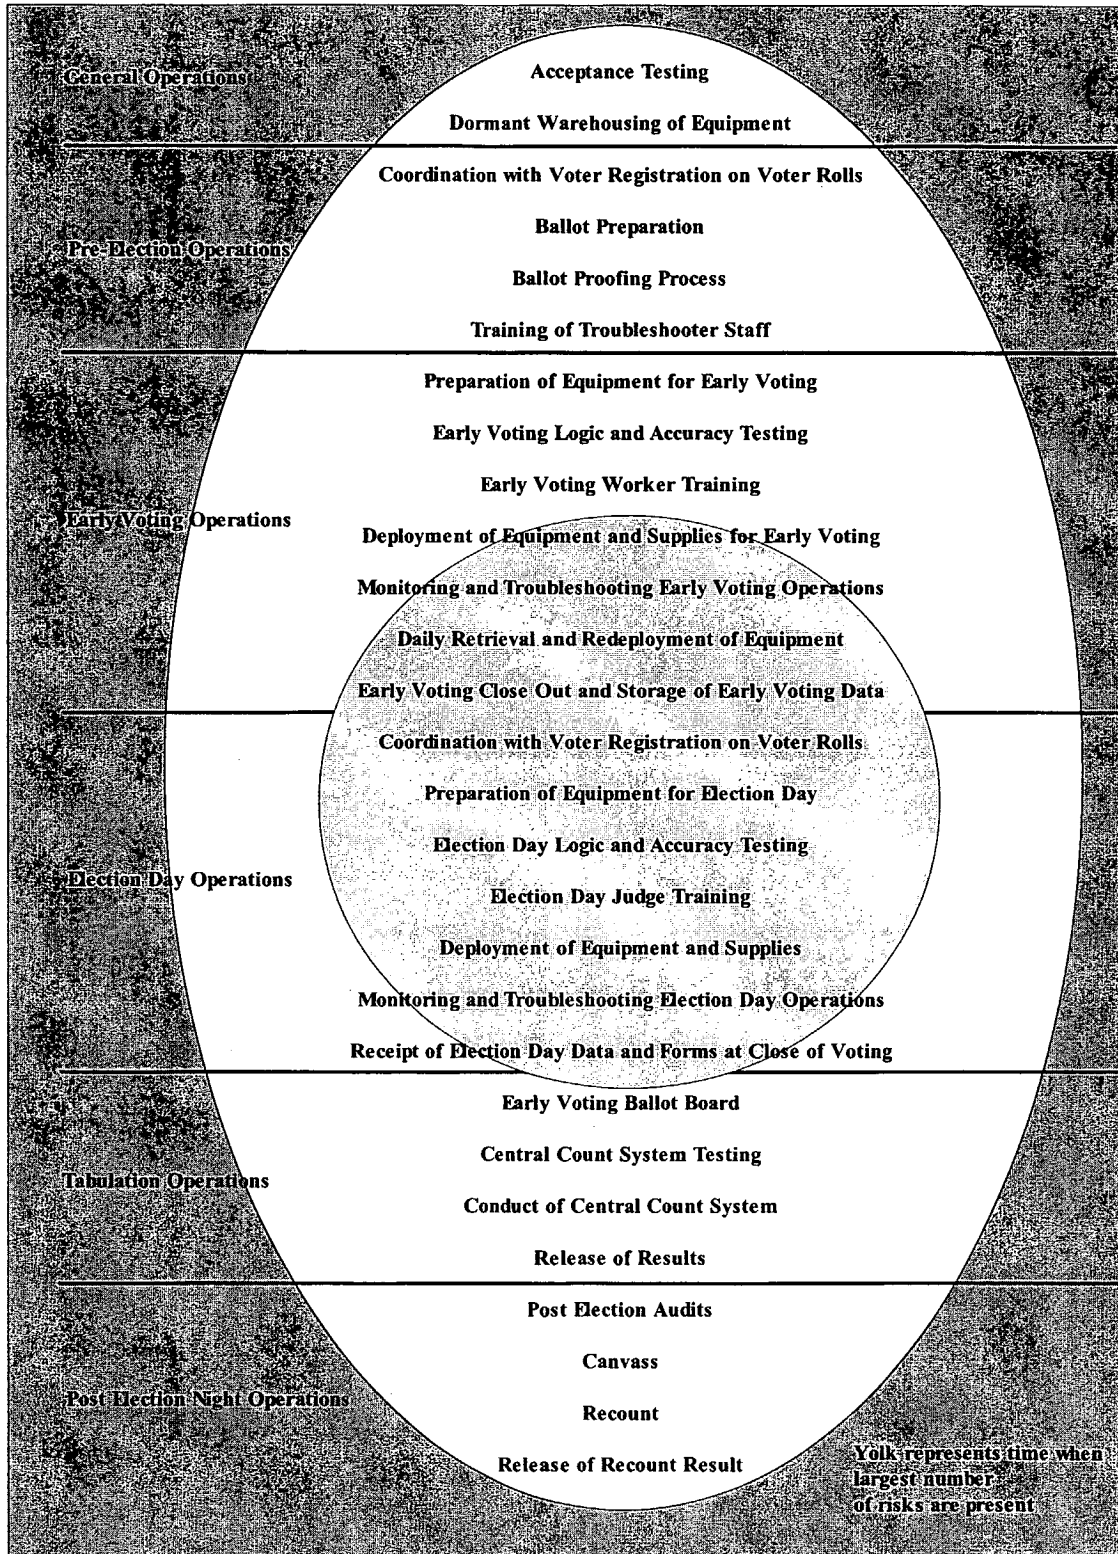 General Operations
Acceptance Testing
Dormant Warehousing of Equipment
Pre-Election Operations
Coordination with Voter Registration on Voter Rolls
Ballot Preparation
Ballot Proofing Process
Training of Troubleshooter Staff
Early Voting Operations
Preparation of Equipment for Early Voting
Early Voting Logic and Accuracy Testing
Early Voting Worker Training
Deployment of Equipment and Supplies for Early Voting
Monitoring and Troubleshooting Early Voting Operations
Daily Retrieval and Redeployment of Equipment
Early Voting Close Out and Storage of Early Voting Data
Election Day Operations
Coordination with Voter Registration on Voter Rolls
Preparation of Equipment for Election Day
Election Day Logic and Accuracy Testing
Election Day Judge Training
Deployment of Equipment and Supplies
Monitoring and Troubleshooting Election Day Operations
Receipt of Election Day Data and Forms at Close of Voting
Tabulation Operations
Early Voting Ballot Board
Central Count System Testing
Conduct of Central Count System
Release of Results
Post Election Night Operations
Post Election Audits
Canvass
Recount
Release of Recount Result
Yolk represents time when
largest number
of risks are present